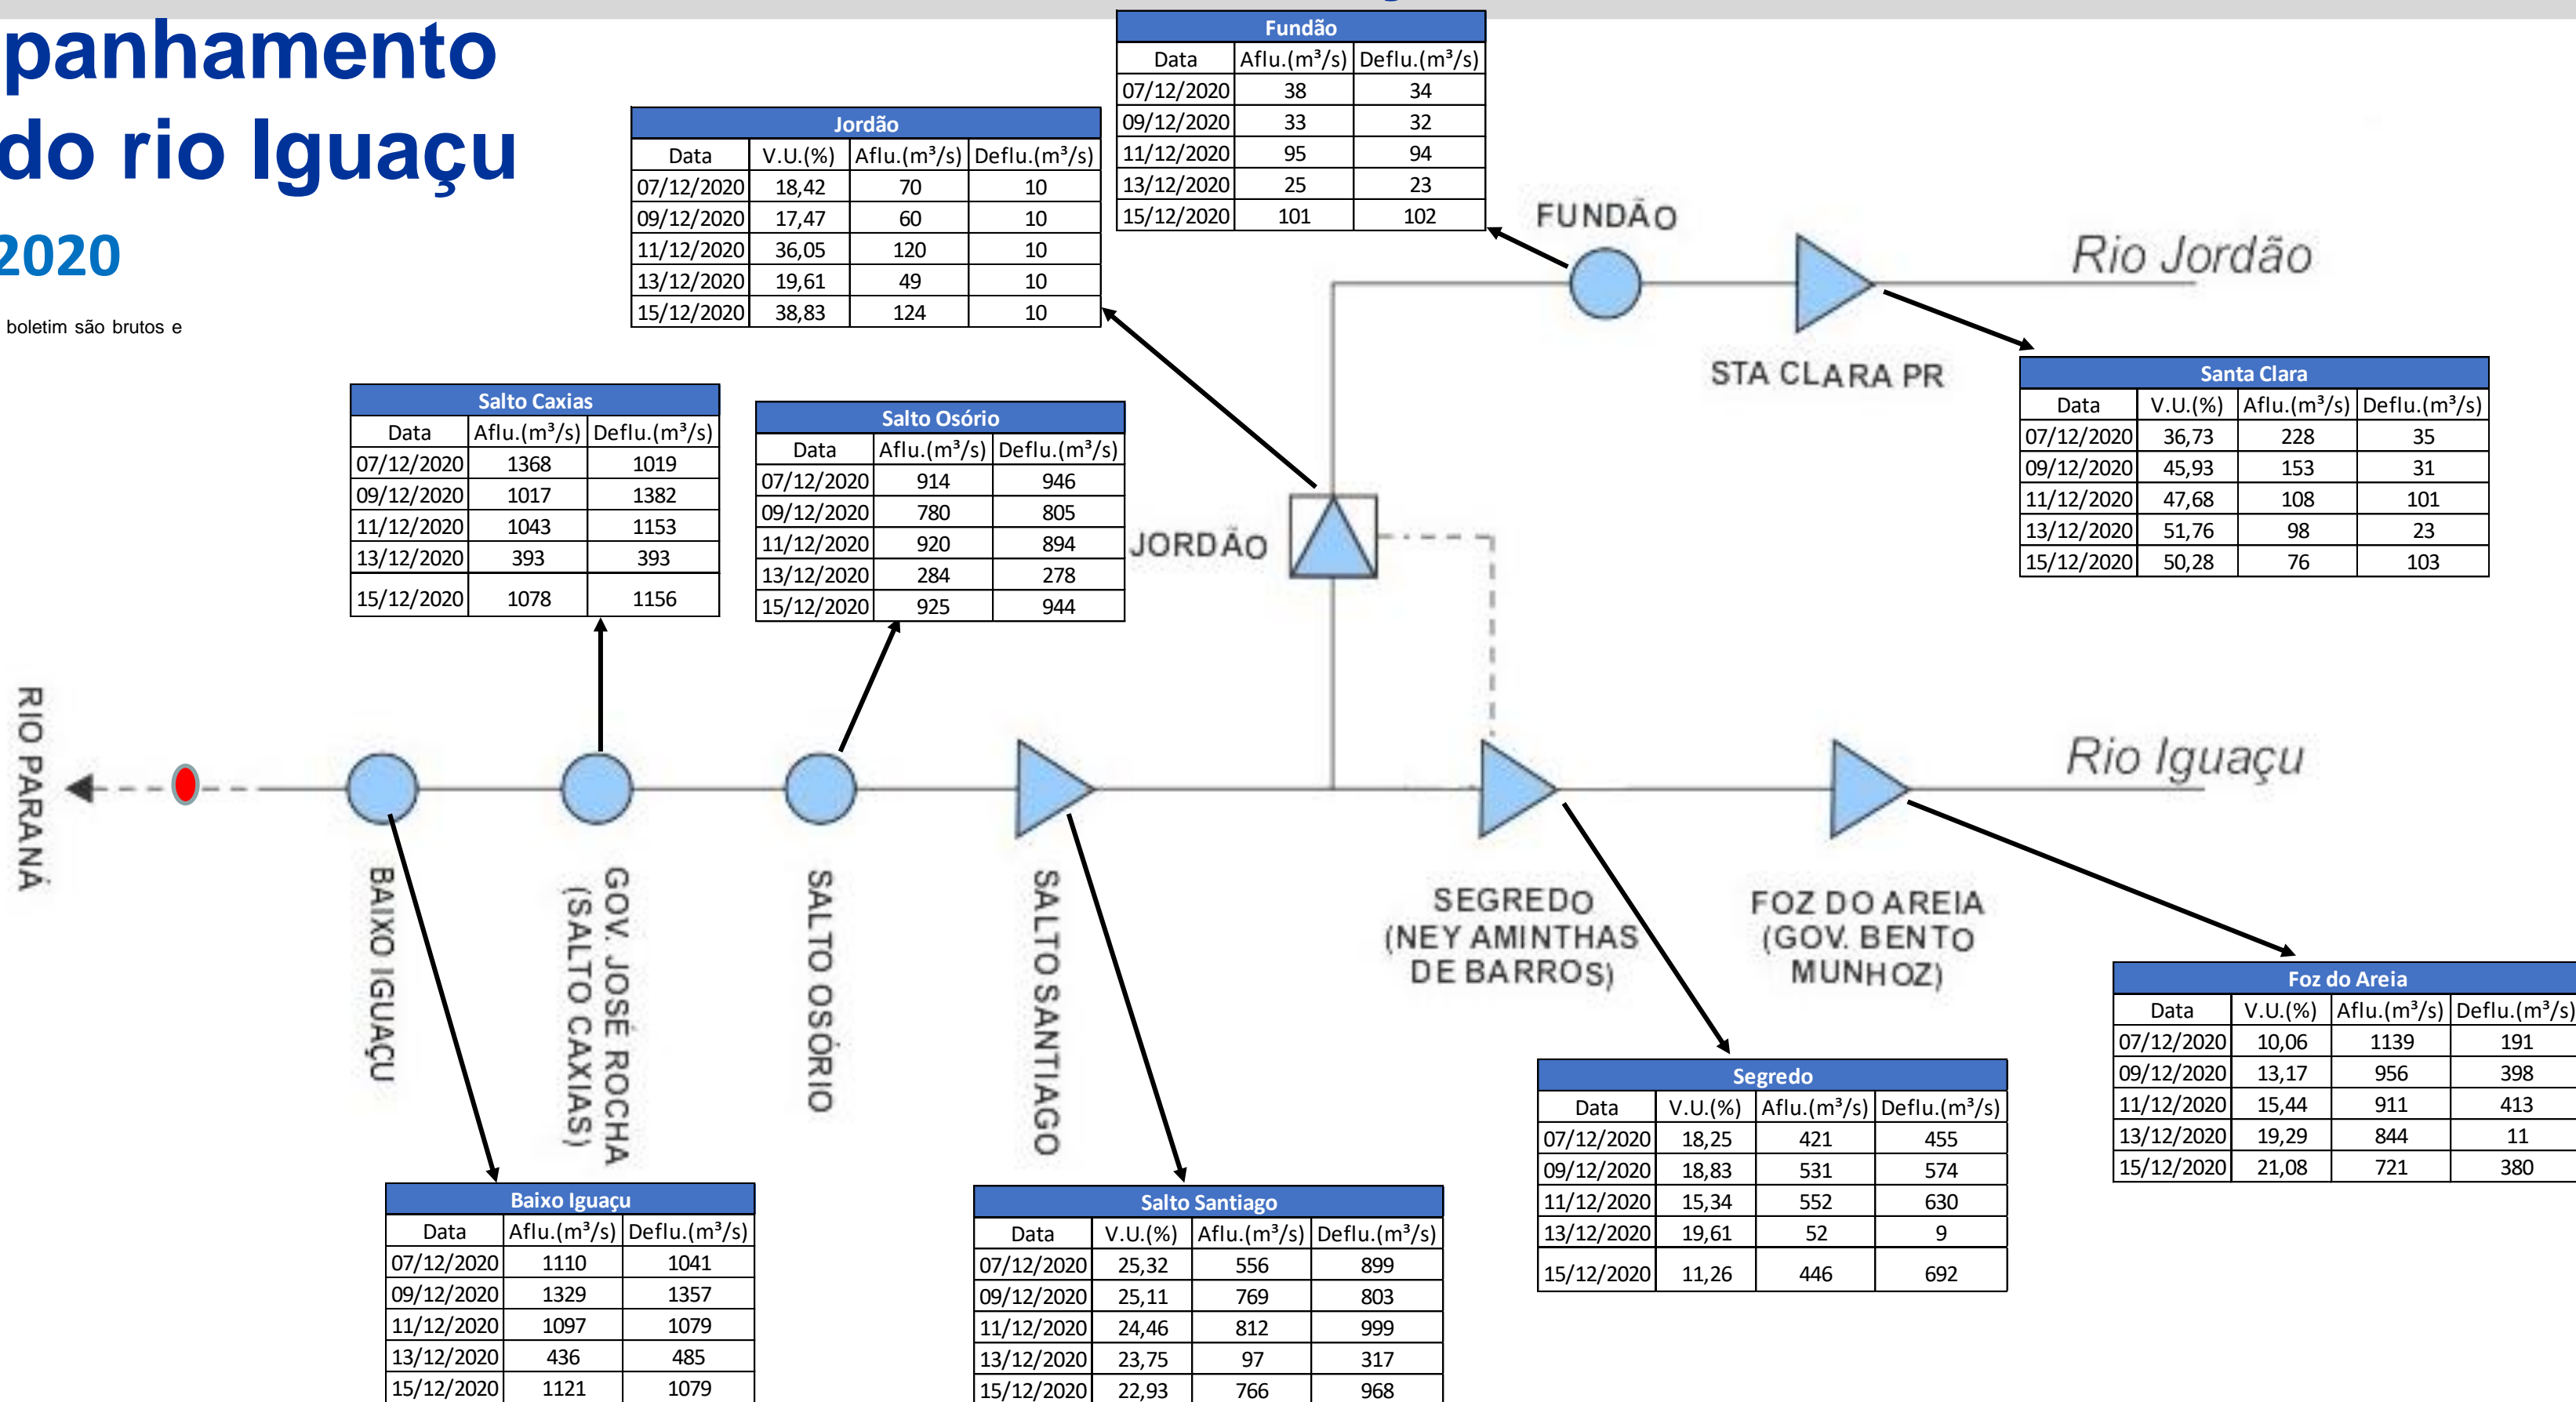 panhamento
do rio Iguaçu
2020
boletim são brutos e
Fundão
Data Aflu.(m³/s) Deflu.(m³/s)
07/12/2020 38 34
09/12/2020 33 32
11/12/2020 95 94
13/12/2020 25 23
15/12/2020 101 102
Jordão
Data V.U.(%) Aflu.(m³/s) Deflu.(m³/s)
07/12/2020 18,42 70 10
09/12/2020 17,47 60 10
11/12/2020 36,05 120 10
13/12/2020 19,61 49 10
15/12/2020 38,83 124 10
FUNDÃO
Rio Jordão
STA CLARA PR
Santa Clara
Data V.U.(%) Aflu.(m³/s) Deflu.(m³/s)
07/12/2020 36,73 228 35
09/12/2020 45,93 153 31
11/12/2020 47,68 108 101
13/12/2020 51,76 98 23
15/12/2020 50,28 76 103
Salto Caxias
Data Aflu.(m³/s) Deflu.(m³/s)
07/12/2020 1368 1019
09/12/2020 1017 1382
11/12/2020 1043 1153
13/12/2020 393 393
15/12/2020 1078 1156
Salto Osório
Data Aflu.(m³/s) Deflu.(m³/s)
07/12/2020 914 946
09/12/2020 780 805
11/12/2020 920 894
13/12/2020 284 278
15/12/2020 925 944
JORDÃO
RIO PARANÁ
Rio Iguaçu
BAIXO IGUAÇU
GOV. JOSÉ ROCHA
(SALTO CAXIAS)
SALTO OSÓRIO
SALTO SANTIAGO
SEGREDO
(NEY AMINTHAS
DE BARROS)
FOZ DO AREIA
(GOV. BENTO
MUNHOZ)
Foz do Areia
Data V.U.(%) Aflu.(m³/s) Deflu.(m³/s)
07/12/2020 10,06 1139 191
09/12/2020 13,17 956 398
11/12/2020 15,44 911 413
13/12/2020 19,29 844 11
15/12/2020 21,08 721 380
Segredo
Data V.U.(%) Aflu.(m³/s) Deflu.(m³/s)
07/12/2020 18,25 421 455
09/12/2020 18,83 531 574
11/12/2020 15,34 552 630
13/12/2020 19,61 52 9
15/12/2020 11,26 446 692
Baixo Iguaçu
Data Aflu.(m³/s) Deflu.(m³/s)
07/12/2020 1110 1041
09/12/2020 1329 1357
11/12/2020 1097 1079
13/12/2020 436 485
15/12/2020 1121 1079
Salto Santiago
Data V.U.(%) Aflu.(m³/s) Deflu.(m³/s)
07/12/2020 25,32 556 899
09/12/2020 25,11 769 803
11/12/2020 24,46 812 999
13/12/2020 23,75 97 317
15/12/2020 22,93 766 968